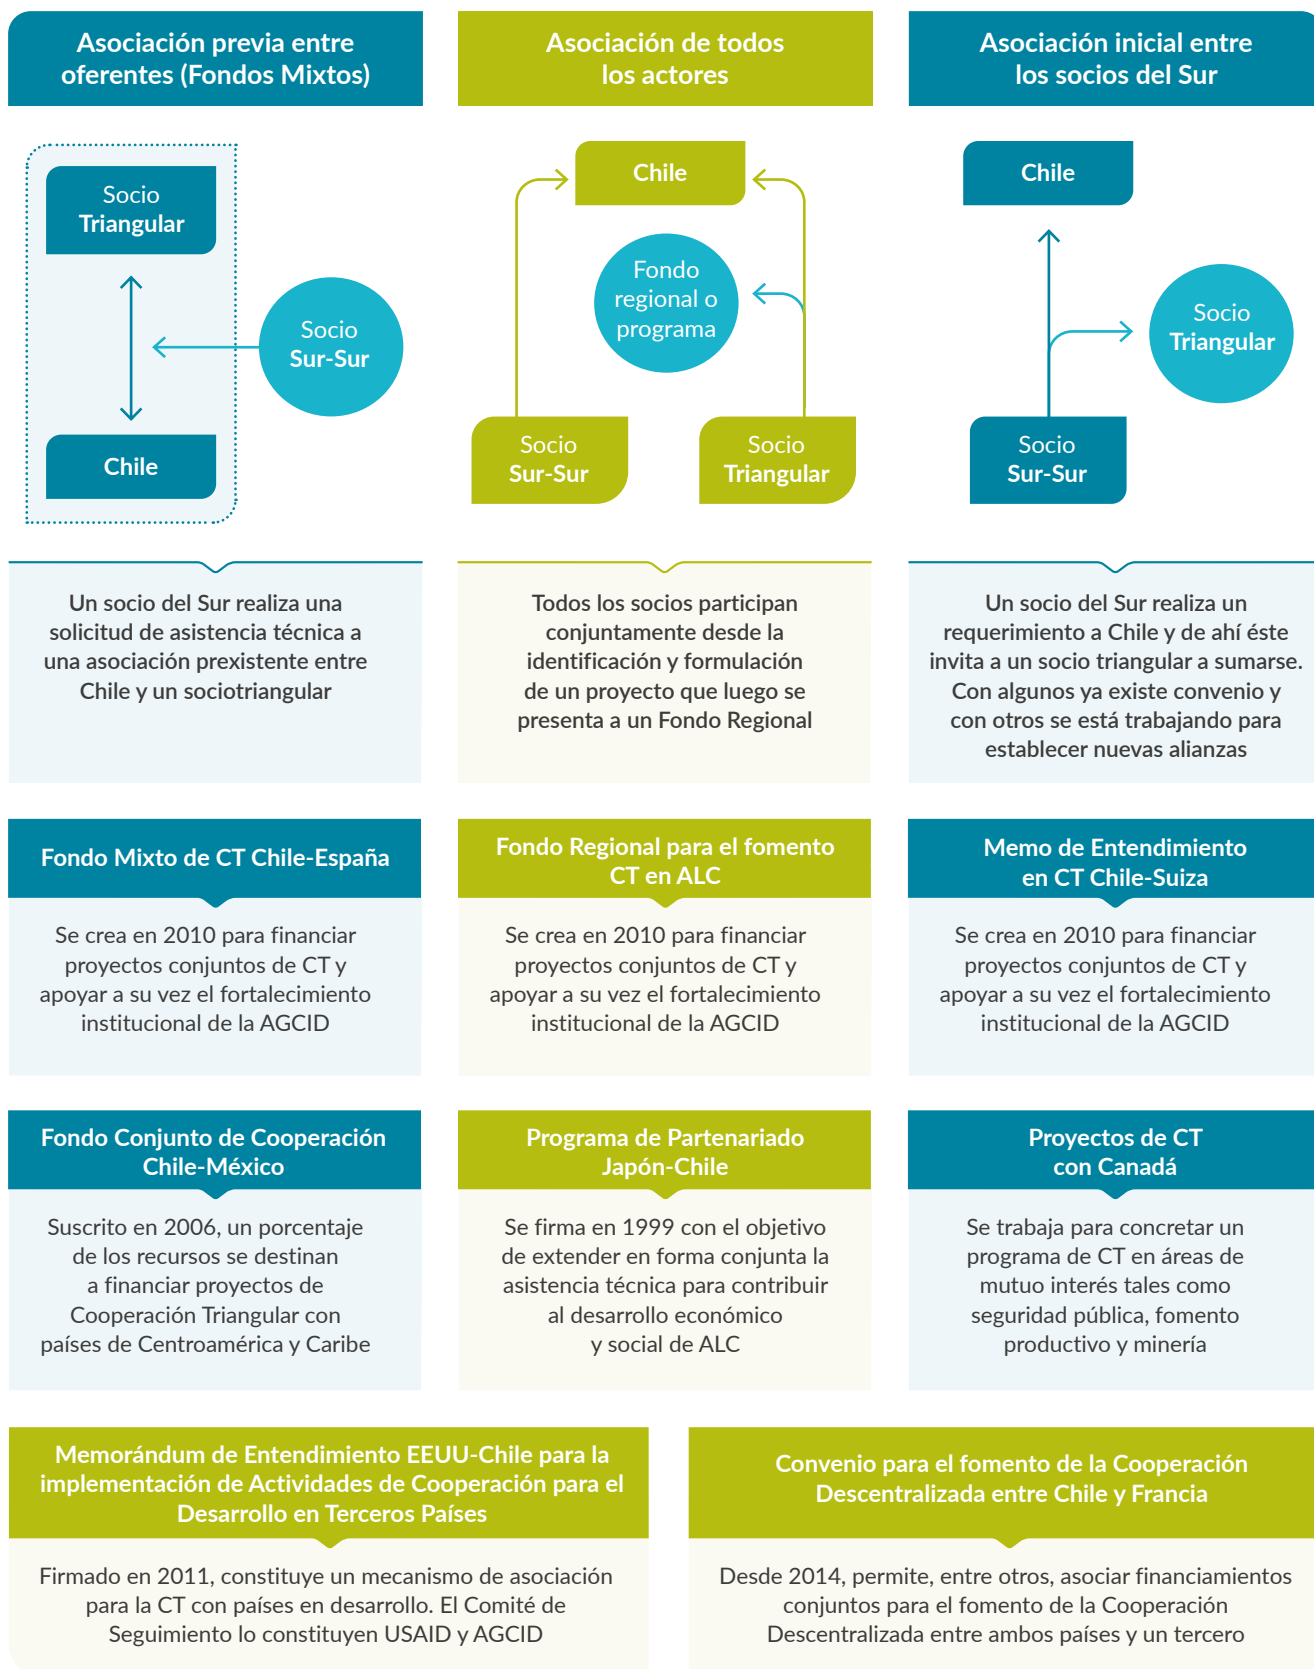 Asociación previa entre
oferentes (Fondos Mixtos)
Asociación de todos
los actores
Asociación inicial entre
los socios del Sur
Socio
Triangular
Socio
Sur-Sur
Chile
Chile
Fondo
regional o
programa
Socio
Sur-Sur
Socio
Triangular
Chile
Socio
Triangular
Socio
Sur-Sur
Un socio del Sur realiza una
solicitud de asistencia técnica a
una asociación prexistente entre
Chile y un sociotriangular
Todos los socios participan
conjuntamente desde la
identificación y formulación
de un proyecto que luego se
presenta a un Fondo Regional
Un socio del Sur realiza un
requerimiento a Chile y de ahí éste
invita a un socio triangular a sumarse.
Con algunos ya existe convenio y
con otros se está trabajando para
establecer nuevas alianzas
Fondo Mixto de CT Chile-España
Se crea en 2010 para financiar
proyectos conjuntos de CT y
apoyar a su vez el fortalecimiento
institucional de la AGCID
Fondo Regional para el fomento
CT en ALC
Se crea en 2010 para financiar
proyectos conjuntos de CT y
apoyar a su vez el fortalecimiento
institucional de la AGCID
Memo de Entendimiento
en CT Chile-Suiza
Se crea en 2010 para financiar
proyectos conjuntos de CT y
apoyar a su vez el fortalecimiento
institucional de la AGCID
Fondo Conjunto de Cooperación
Chile-México
Suscrito en 2006, un porcentaje
de los recursos se destinan
a financiar proyectos de
Cooperación Triangular con
países de Centroamérica y Caribe
Programa de Partenariado
Japón-Chile
Se firma en 1999 con el objetivo
de extender en forma conjunta la
asistencia técnica para contribuir
al desarrollo económico
y social de ALC
Proyectos de CT
con Canadá
Se trabaja para concretar un
programa de CT en áreas de
mutuo interés tales como
seguridad pública, fomento
productivo y minería
Memorándum de Entendimiento EEUU-Chile para la
implementación de Actividades de Cooperación para el
Desarrollo en Terceros Países
Firmado en 2011, constituye un mecanismo de asociación
para la CT con países en desarrollo. El Comité de
Seguimiento lo constituyen USAID y AGCID
Convenio para el fomento de la Cooperación
Descentralizada entre Chile y Francia
Desde 2014, permite, entre otros, asociar financiamientos
conjuntos para el fomento de la Cooperación
Descentralizada entre ambos países y un tercero